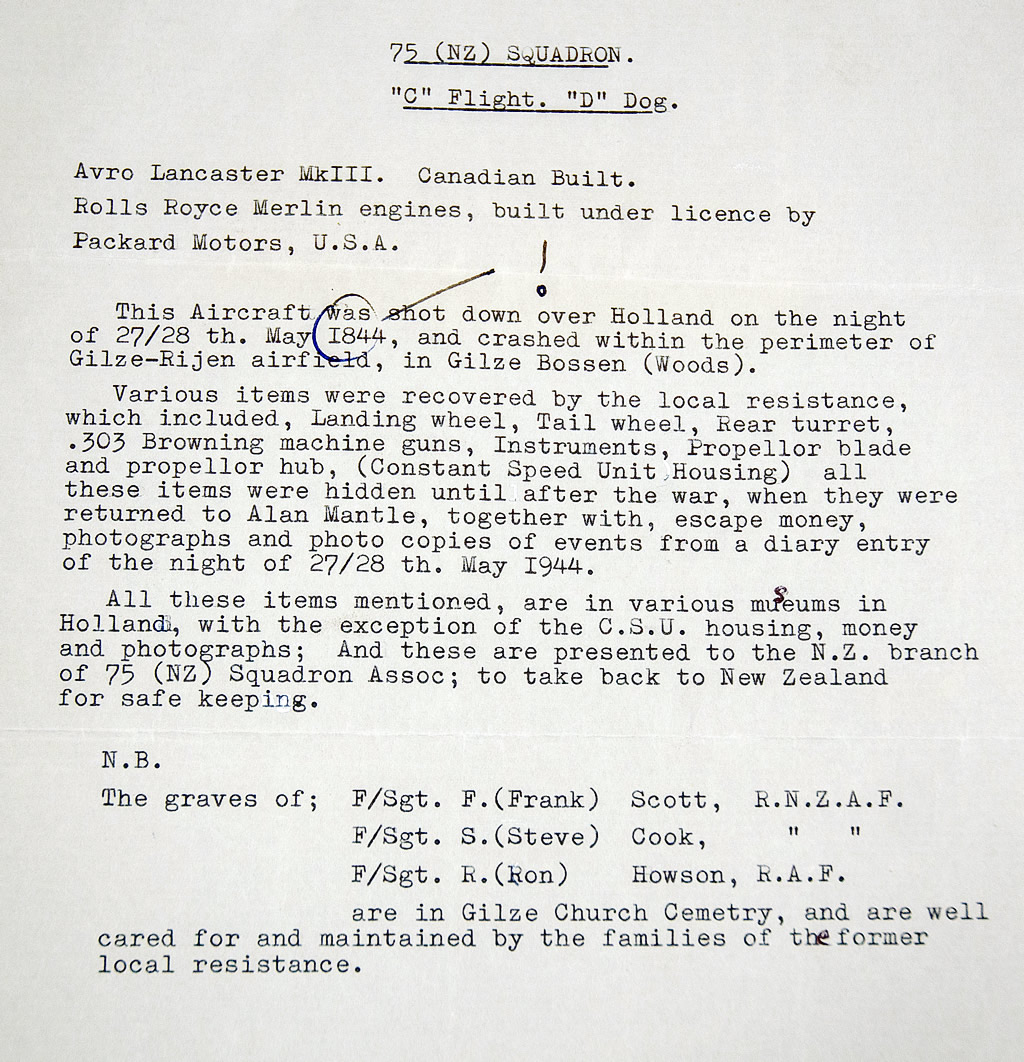 75 (NZ) SQUADRON.
"C" Flight. "D" Dog.
Avro Lancaster MkIII. Canadian Built.
Rolls Royce Merlin engines, built under licence by
Packard Motors, U.S.A.
!
This Aircraft was shot down over Holland on the night
of 27/28 th. May 1844, and crashed within the perimeter of
Gilze-Rijen airfield, in Gilze Bossen (Woods).
Various items were recovered by the local resistance,
which included, Landing wheel, Tail wheel, Rear turret,
.303 Browning machine guns, Instruments, Propellor blade
and propellor hub, (Constant Speed Unit Housing) all
these items were hidden until after the war, when they were
returned to Alan Mantle, together with, escape money,
photographs and photo copies of events from a diary entry
of the night of 27/28 th. May 1944.
All these items mentioned, are in various museums in
Holland, with the exception of the C.S.U. housing, money
and photographs; And these are presented to the N.Z. branch
of 75 (NZ) Squadron Assoc; to take back to New Zealand
for safe keeping.
N.B.
The graves of; F/Sgt. F.(Frank) Scott, R.N.Z.A.F.
F/Sgt. S.(Steve) Cook, " "
F/Sgt. R.(Ron) Howson, R.A.F.
are in Gilze Church Cemetry, and are well
cared for and maintained by the families of the former
local resistance.